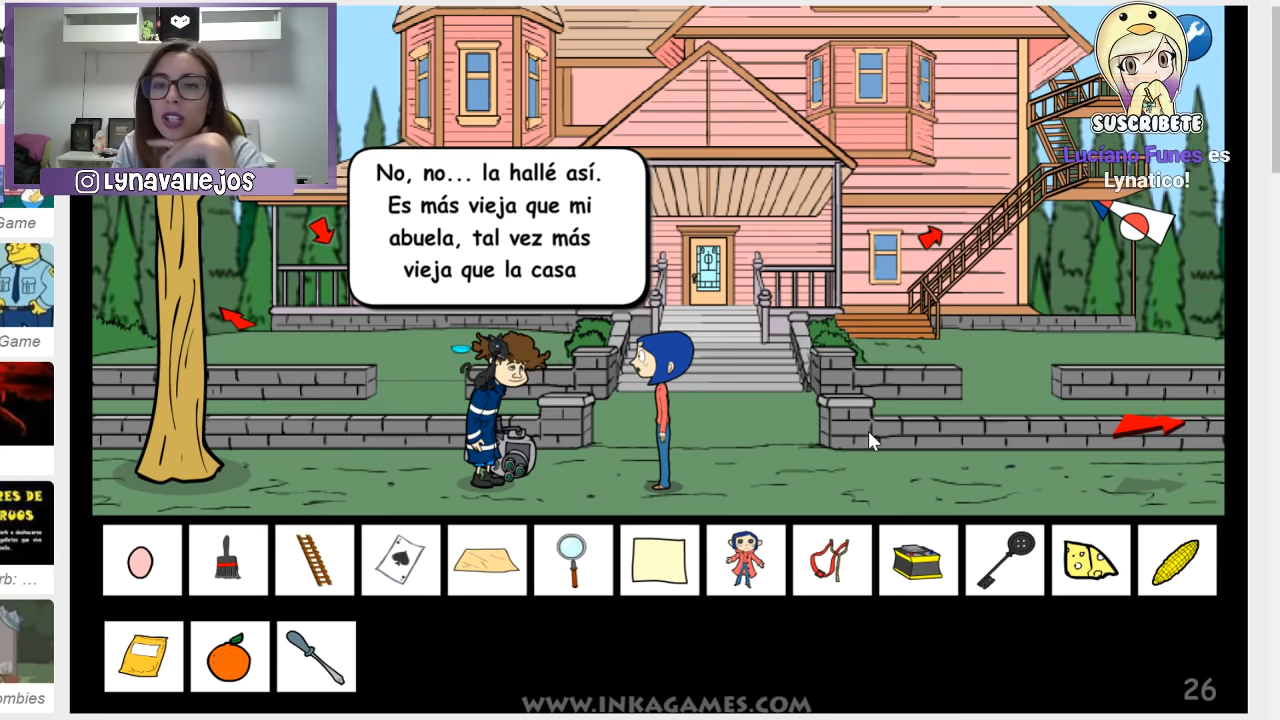 LYNAVALLEJOS
SUSCRIBETE
Luciano Funes es
Lynatico!
No, no... la hallé así.
Es más vieja que mi
abuela, tal vez más
vieja que la casa
Game
Game
RES DE
rb: ...
ombies
26
WWW.INKAGAMES.COM